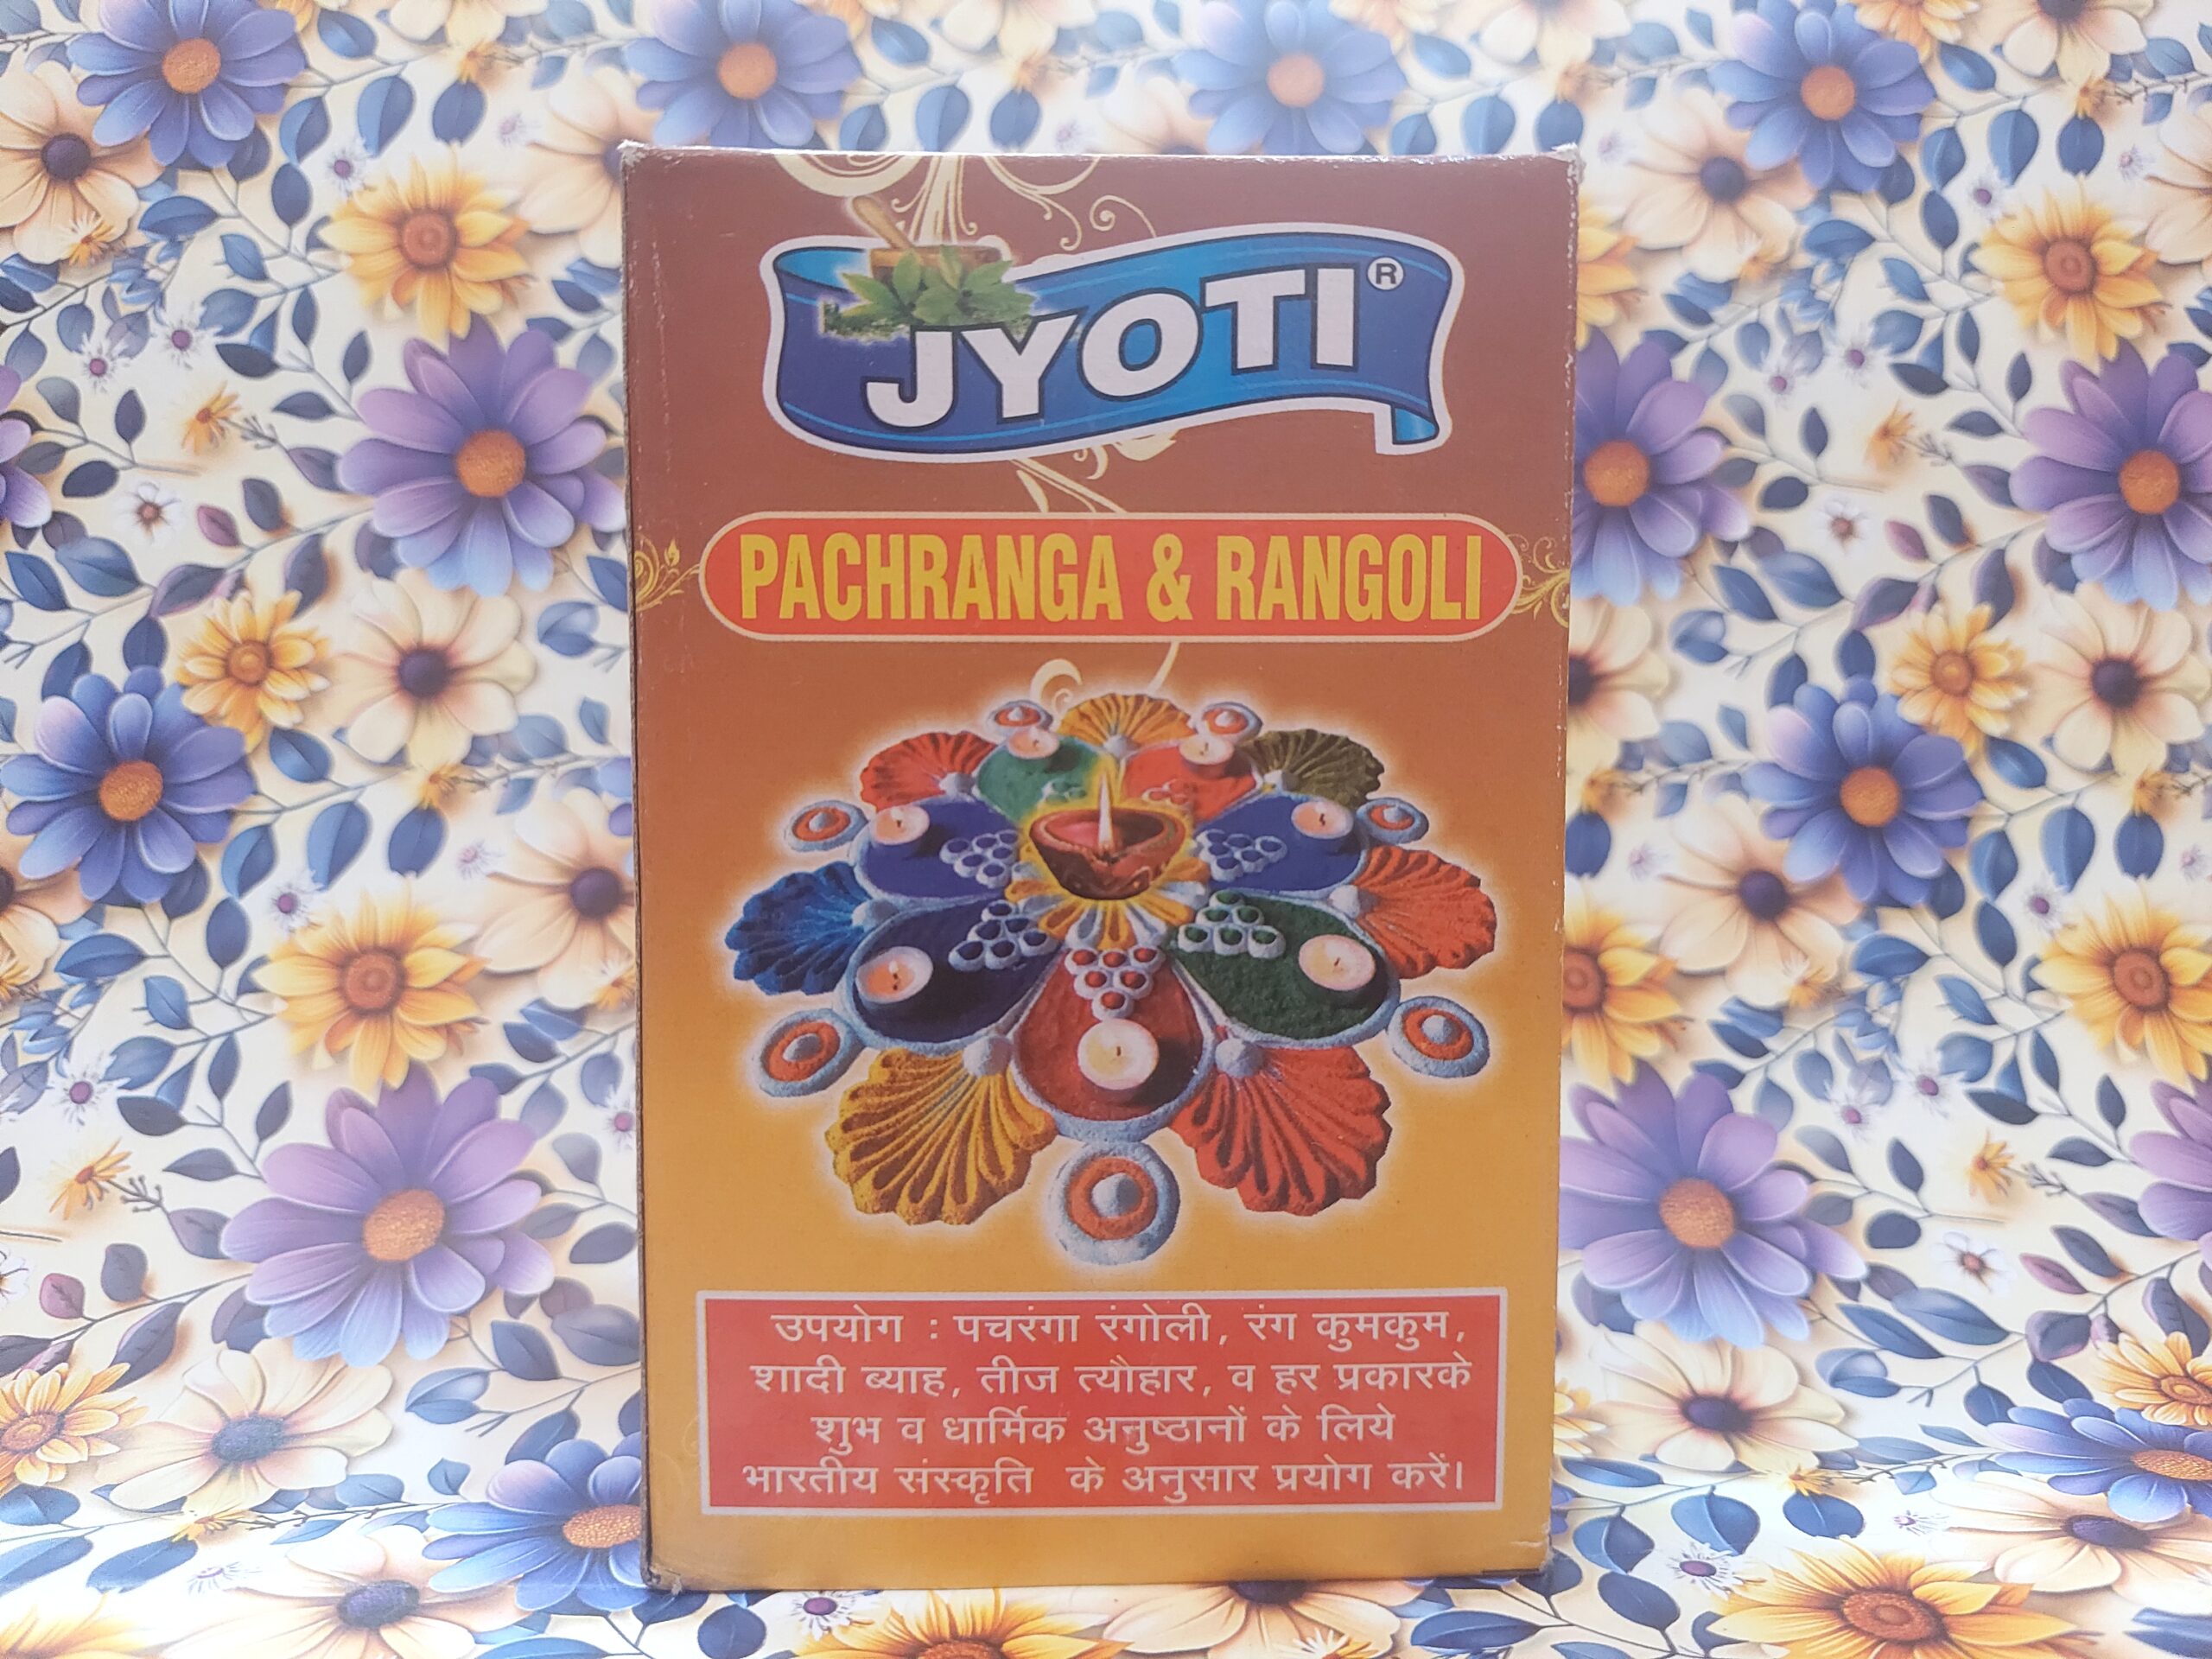 JYOTI®
PACHRANGA & RANGOLI
उपयोग : पचरंगा रंगोली, रंग कुमकुम,
शादी ब्याह, तीज त्यौहार, व हर प्रकारके
शुभ व धार्मिक अनुष्ठानों के लिये
भारतीय संस्कृति के अनुसार प्रयोग करें।